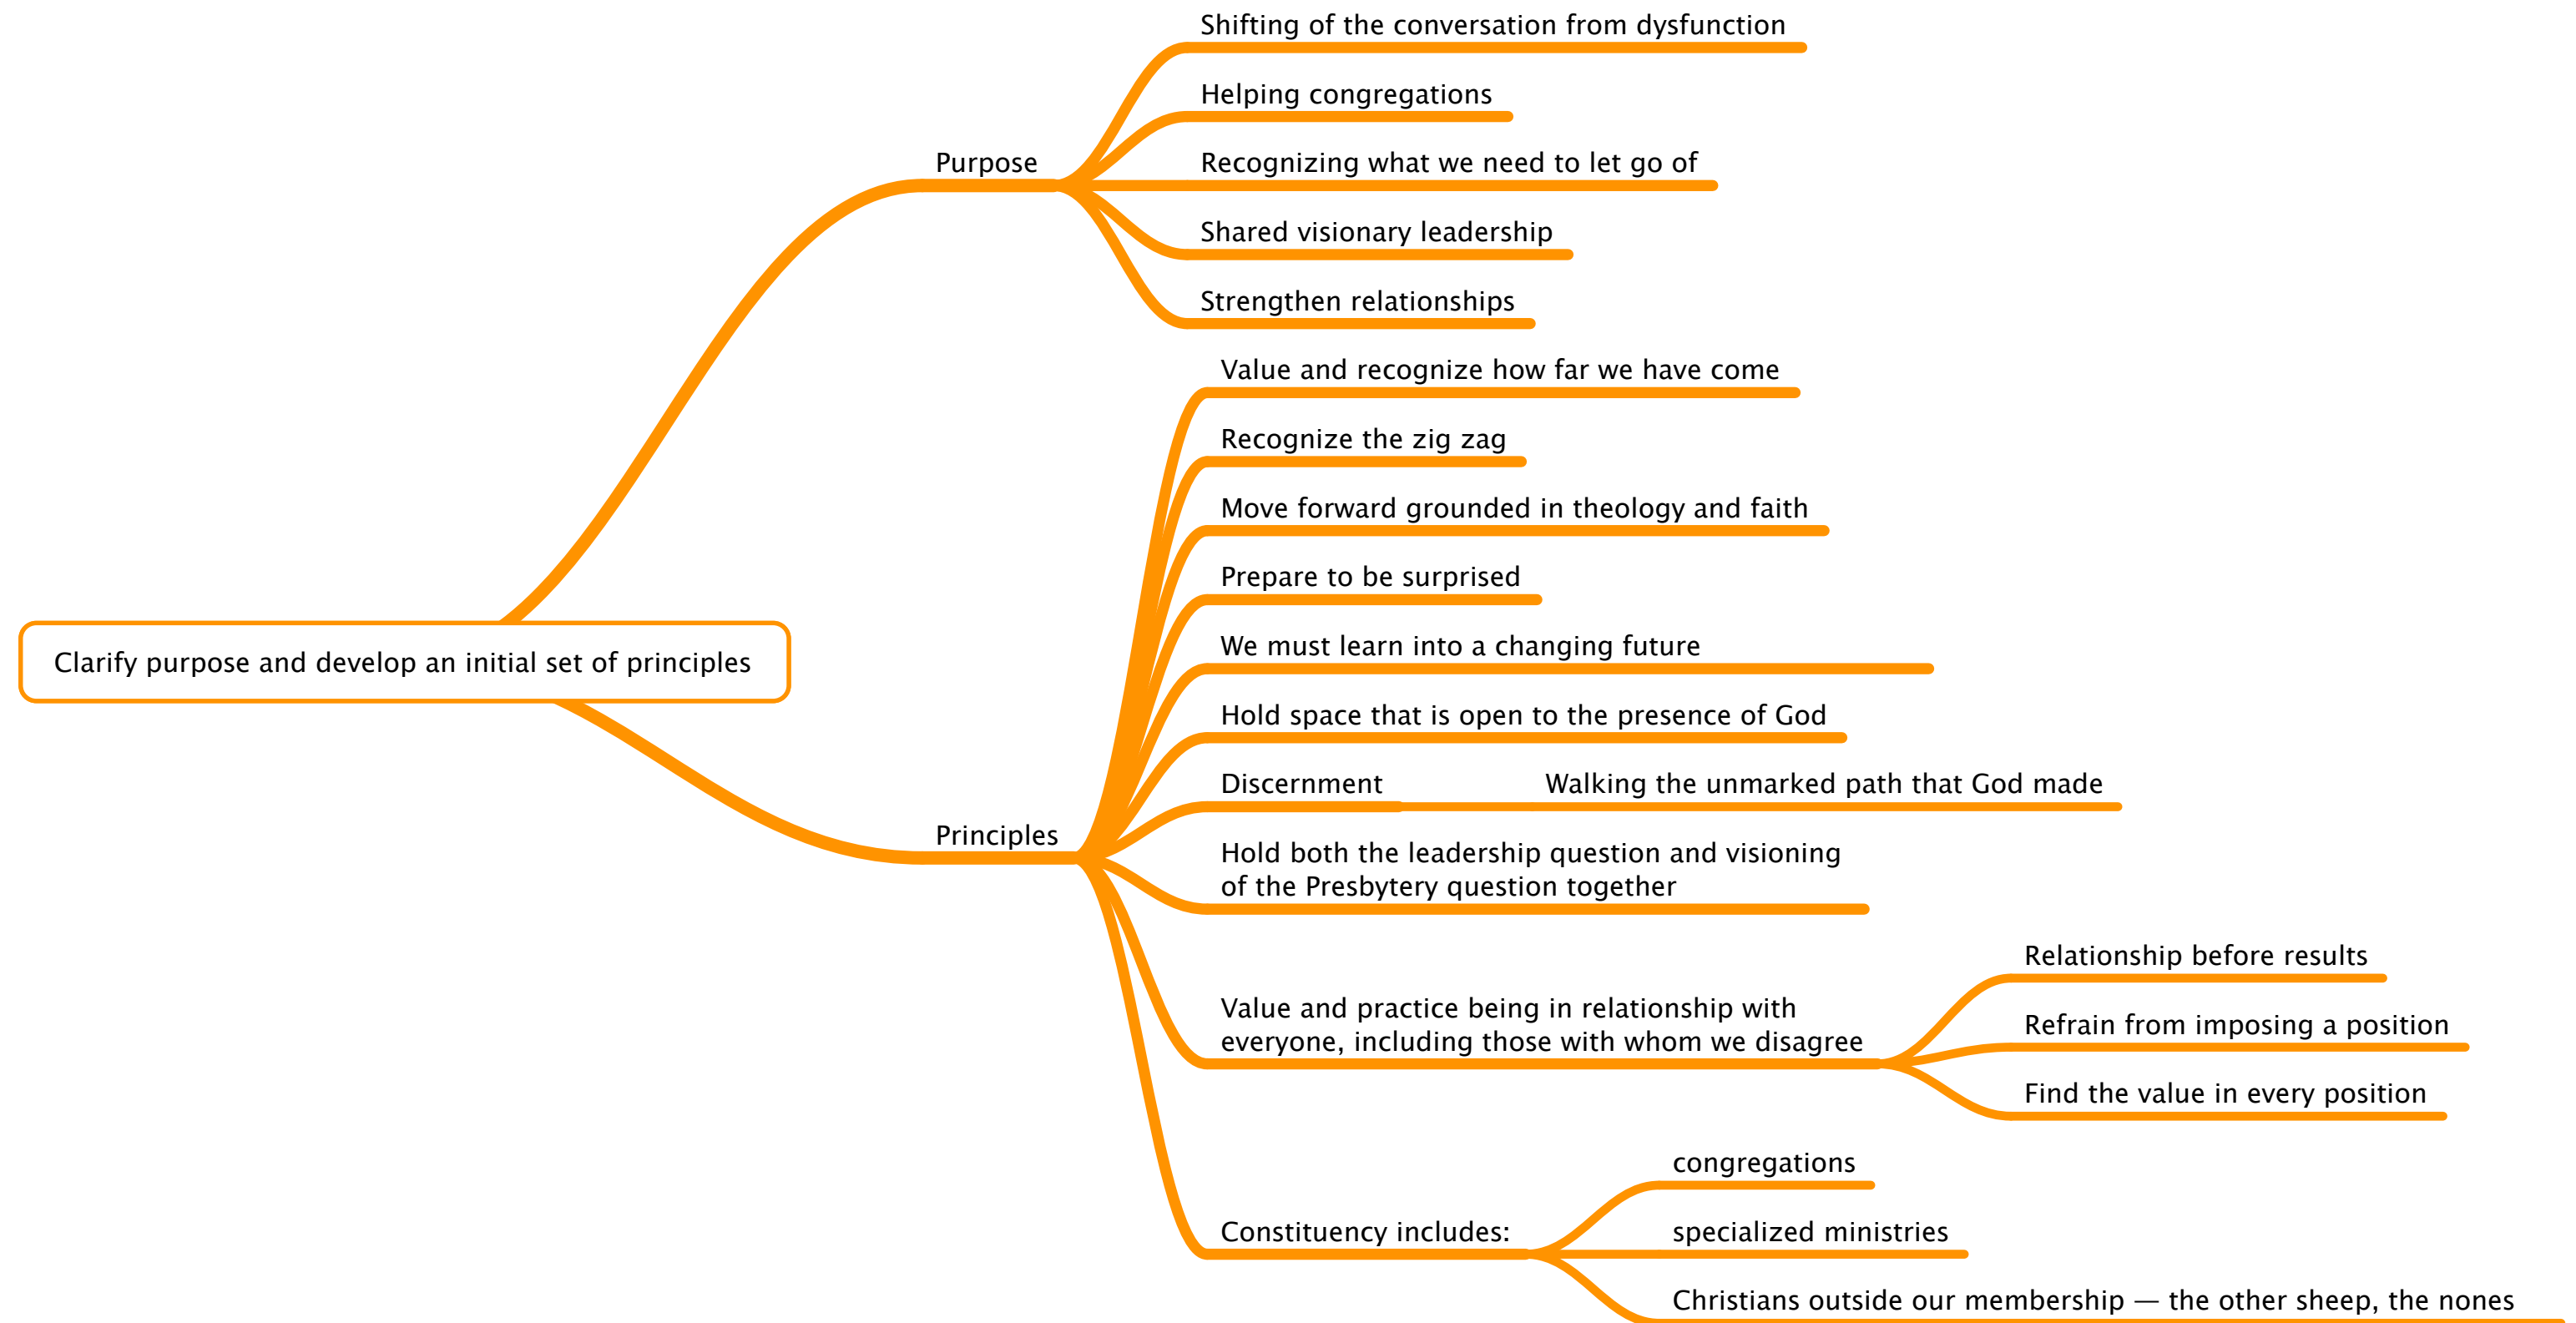 Shifting of the conversation from dysfunction
Helping congregations
Purpose
Recognizing what we need to let go of
Shared visionary leadership
Strengthen relationships
Value and recognize how far we have come
Recognize the zig zag
Move forward grounded in theology and faith
Prepare to be surprised
We must learn into a changing future
Clarify purpose and develop an initial set of principles
Hold space that is open to the presence of God
Discernment
Walking the unmarked path that God made
Principles
Hold both the leadership question and visioning
of the Presbytery question together
Value and practice being in relationship with
everyone, including those with whom we disagree
Relationship before results
Refrain from imposing a position
Find the value in every position
Constituency includes:
congregations
specialized ministries
Christians outside our membership — the other sheep, the nones